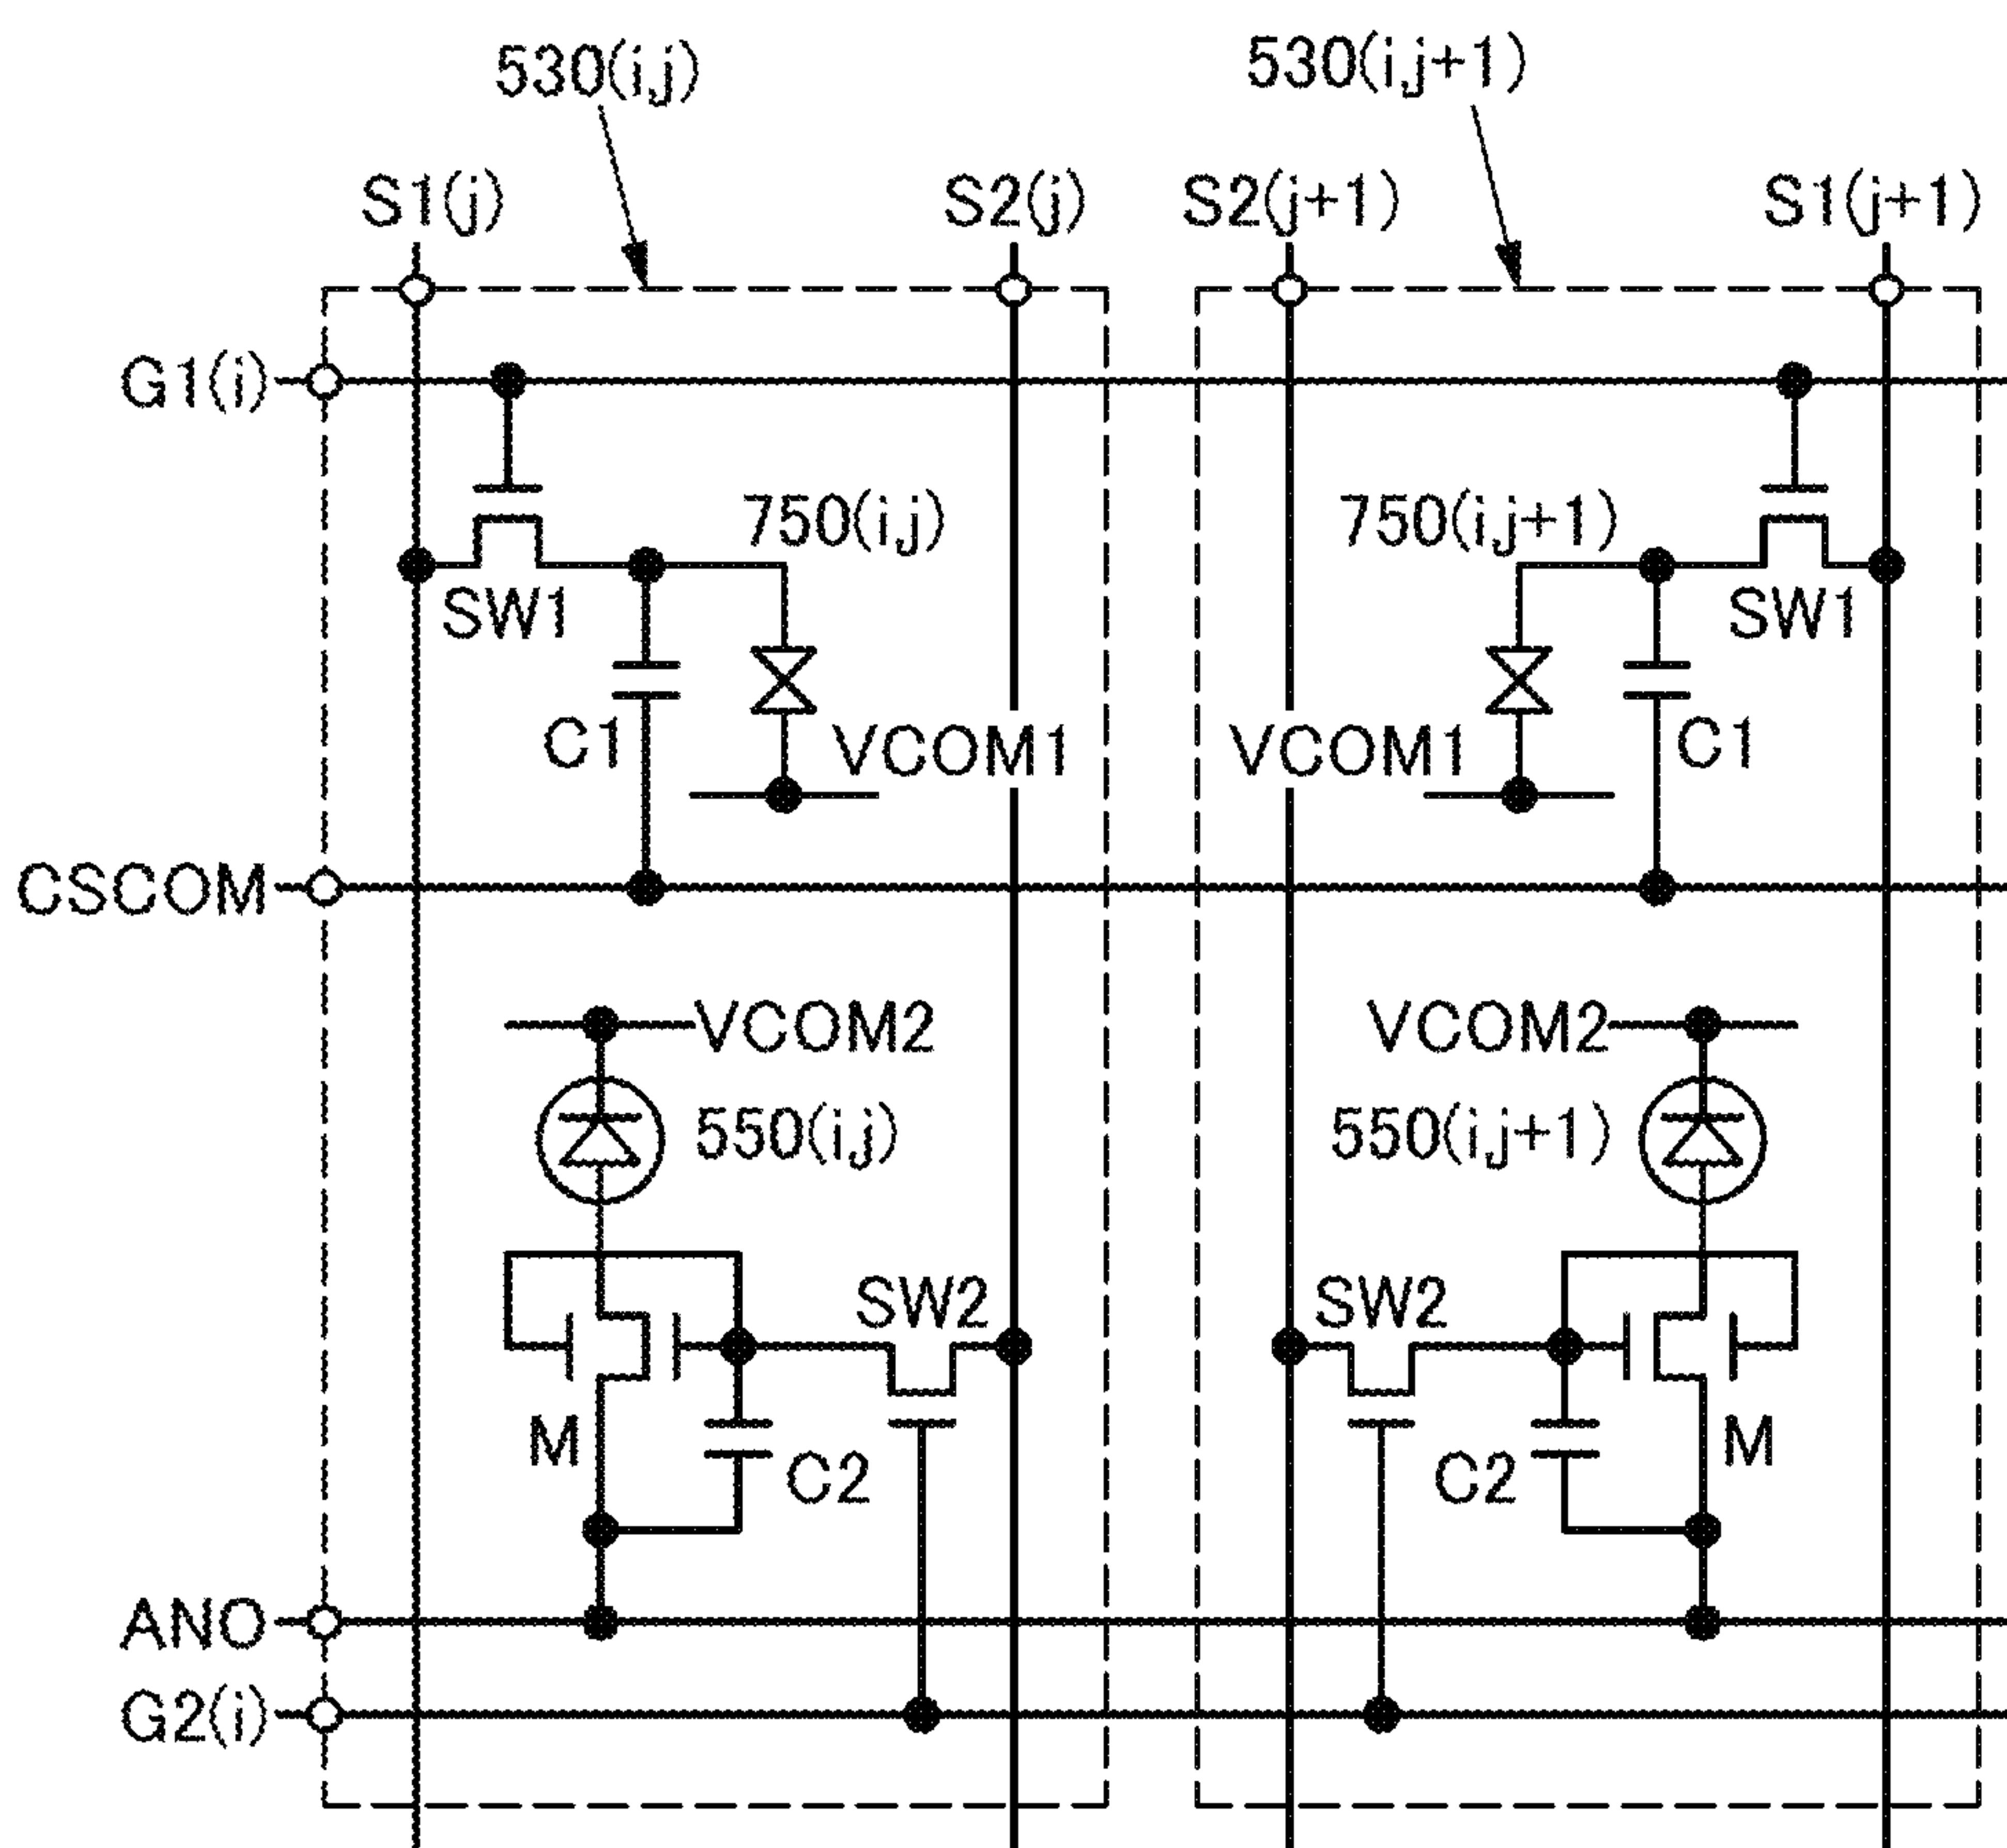 530(i,j)
530(i,j+1)
S1(j)
S2(j)
S2(j+1)
S1(j+1)
G1(i)
750(i,j)
750(i,j+1)
SW1
SW1
C1
VCOM1
VCOM1
C1
CSCOM
VCOM2
VCOM2
550(i,j)
550(i,j+1)
SW2
SW2
M
C2
C2
M
ANO
G2(i)